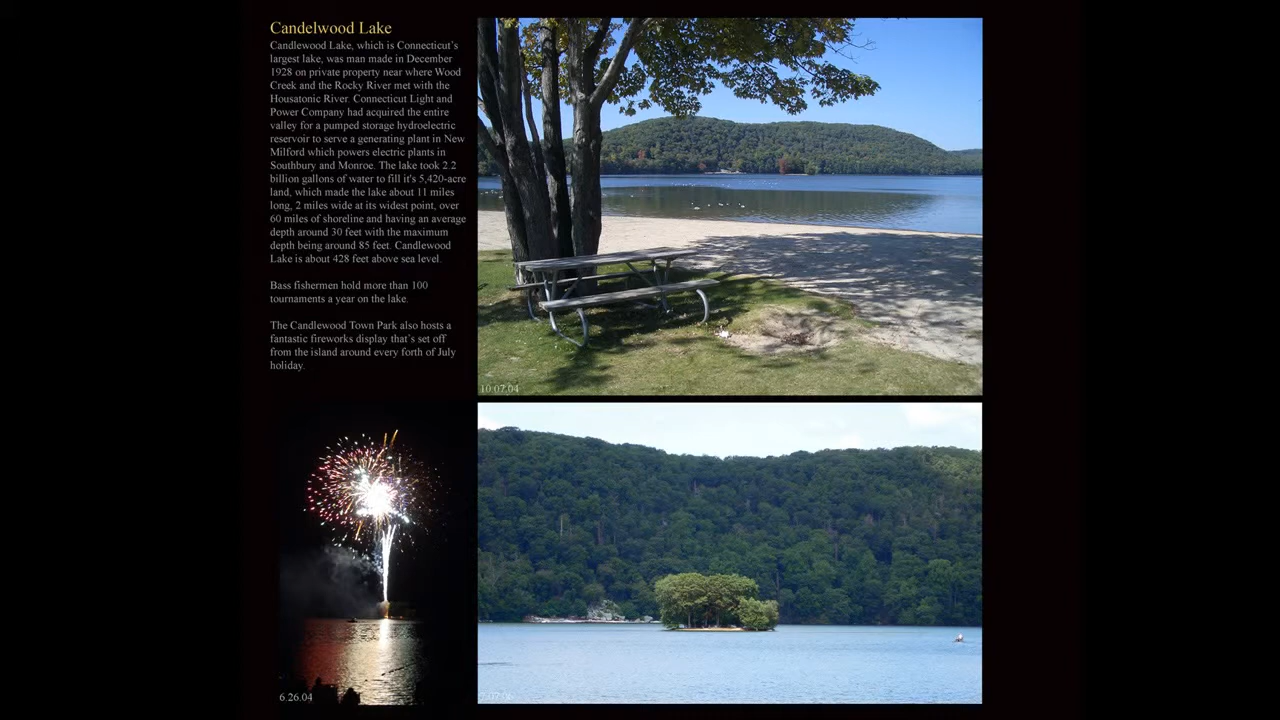 Candelwood Lake
Candlewood Lake, which is Connecticut's
largest lake, was man made in December
1928 on private property near where Wood
Creek and the Rocky River met with the
Housatonic River. Connecticut Light and
Power Company had acquired the entire
valley for a pumped storage hydroelectric
reservoir to serve a generating plant in New
Milford which powers electric plants in
Southbury and Monroe. The lake took 2.2
billion gallons of water to fill it's 5,420-acre
land, which made the lake about 11 miles
long, 2 miles wide at its widest point, over
60 miles of shoreline and having an average
depth around 30 feet with the maximum
depth being around 85 feet. Candlewood
Lake is about 428 feet above sea level.
Bass fishermen hold more than 100
tournaments a year on the lake.
The Candlewood Town Park also hosts a
fantastic fireworks display that's set off
from the island around every forth of July
holiday.
10.07.04
6.26.04